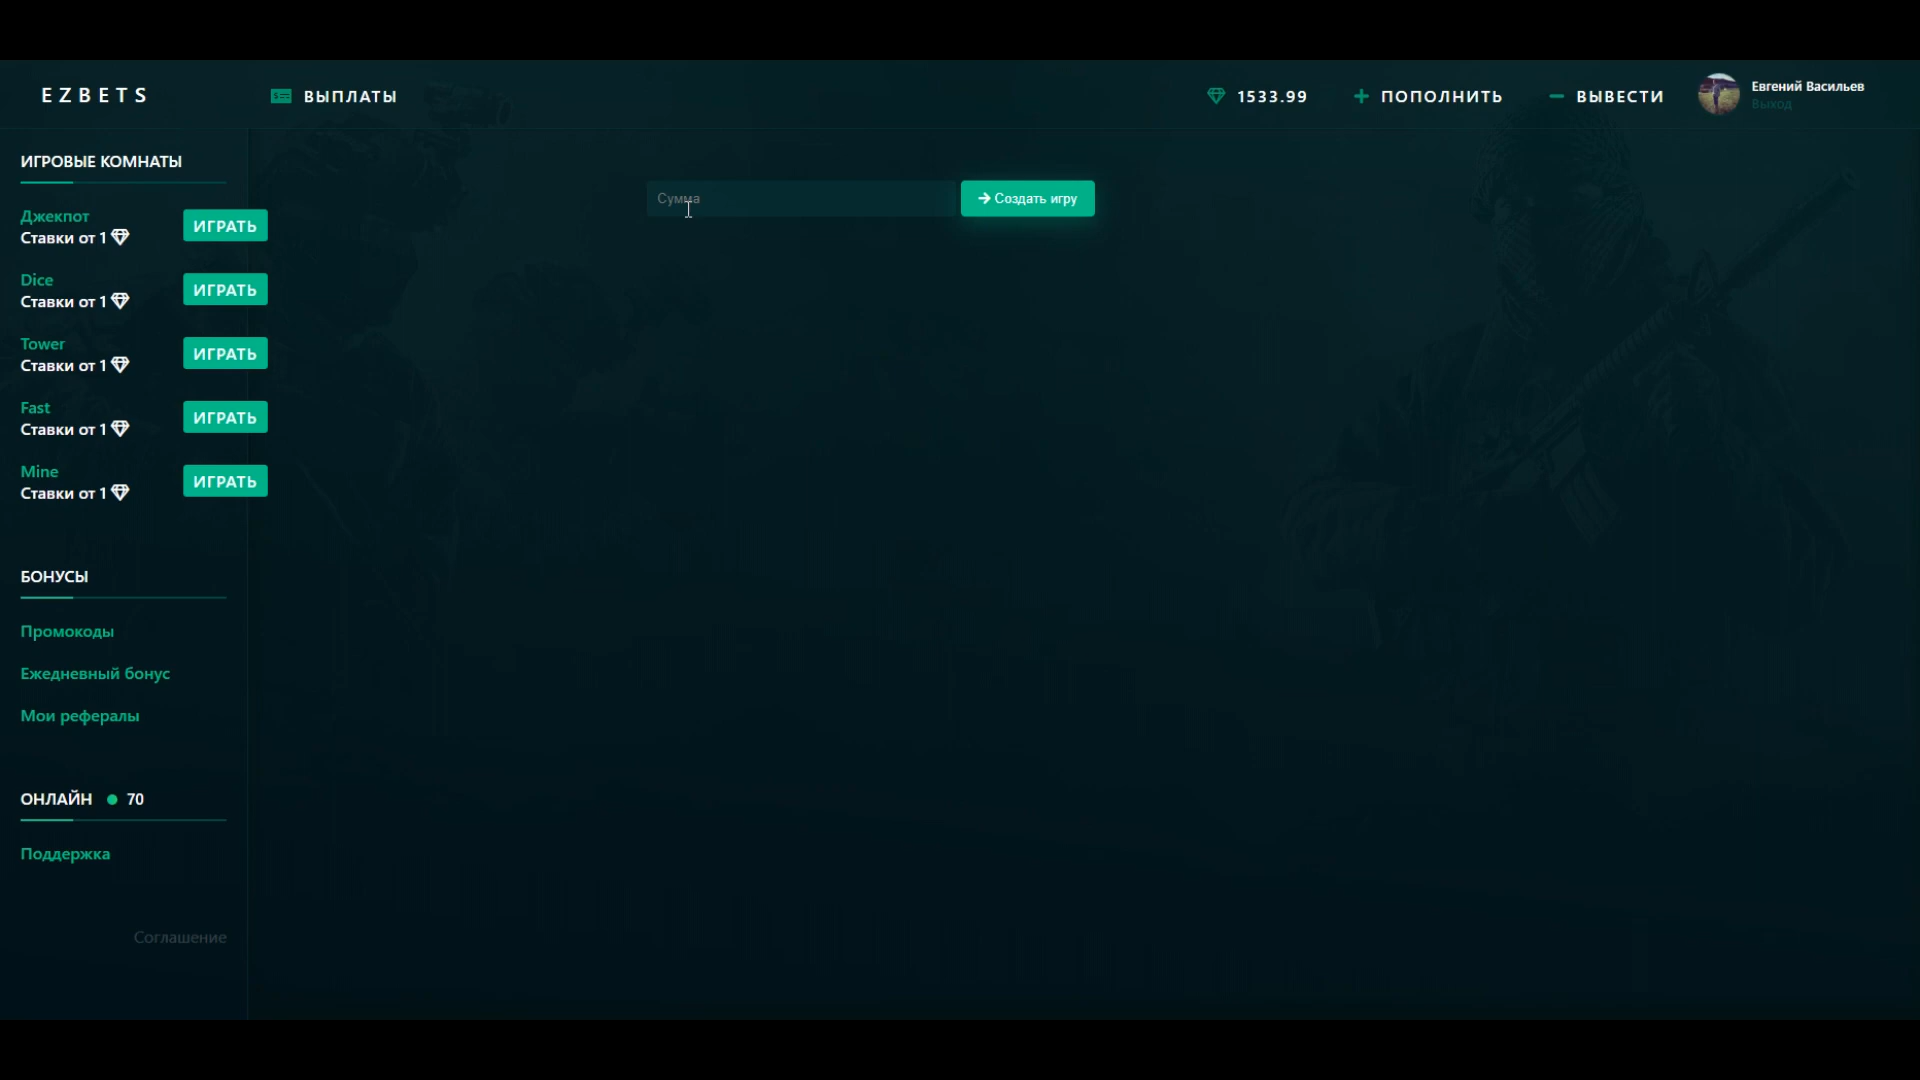 EZBETS
ВЫПЛАТЫ
1533.99
ПОПОЛНИТЬ
ВЫВЕСТИ
Евгений Васильев
Выход
ИГРОВЫЕ КОМНАТЫ
Джекпот
Ставки от 1
ИГРАТЬ
Dice
Ставки от 1
ИГРАТЬ
Tower
Ставки от 1
ИГРАТЬ
Fast
Ставки от 1
ИГРАТЬ
Mine
Ставки от 1
ИГРАТЬ
БОНУСЫ
Промокоды
Ежедневный бонус
Мои рефералы
ОНЛАЙН 70
Поддержка
Соглашение
Сумма
Создать игру